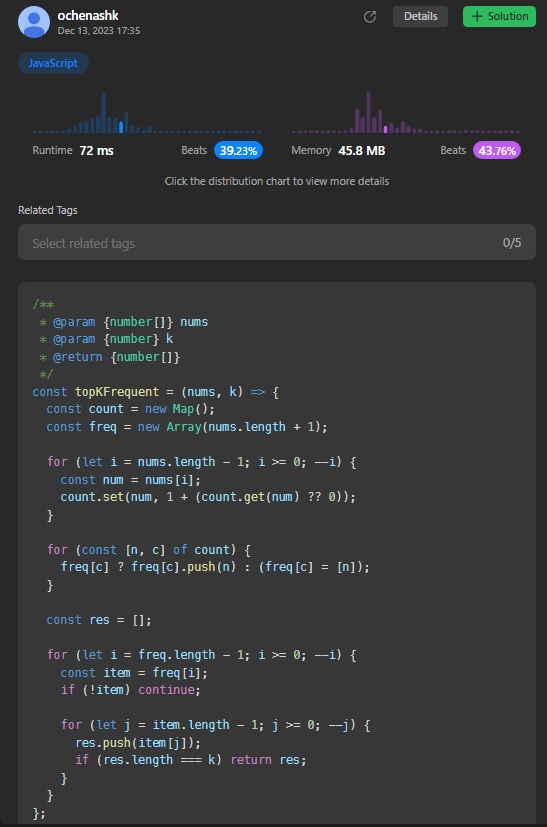 ochenashk
Dec 13, 2023 17:35
Details
+ Solution
JavaScript
Runtime 72 ms Beats 39.23%
Memory 45.8 MB Beats 43.76%
Click the distribution chart to view more details
Related Tags
Select related tags 0/5
/**
 * @param {number[]} nums
 * @param {number} k
 * @return {number[]}
 */
const topKFrequent = (nums, k) => {
  const count = new Map();
  const freq = new Array(nums.length + 1);

  for (let i = nums.length - 1; i >= 0; --i) {
    const num = nums[i];
    count.set(num, 1 + (count.get(num) ?? 0));
  }

  for (const [n, c] of count) {
    freq[c] ? freq[c].push(n) : (freq[c] = [n]);
  }

  const res = [];

  for (let i = freq.length - 1; i >= 0; --i) {
    const item = freq[i];
    if (!item) continue;

    for (let j = item.length - 1; j >= 0; --j) {
      res.push(item[j]);
      if (res.length === k) return res;
    }
  }
};